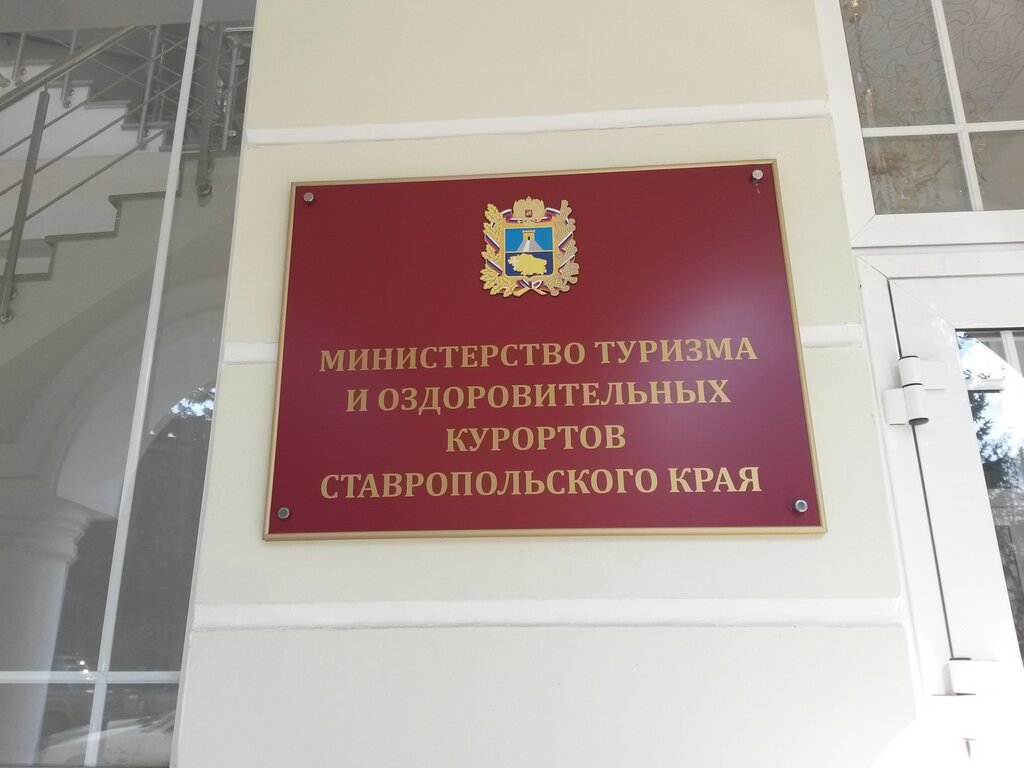 МИНИСТЕРСТВО ТУРИЗМА
И ОЗДОРОВИТЕЛЬНЫХ
КУРОРТОВ
СТАВРОПОЛЬСКОГО КРАЯ